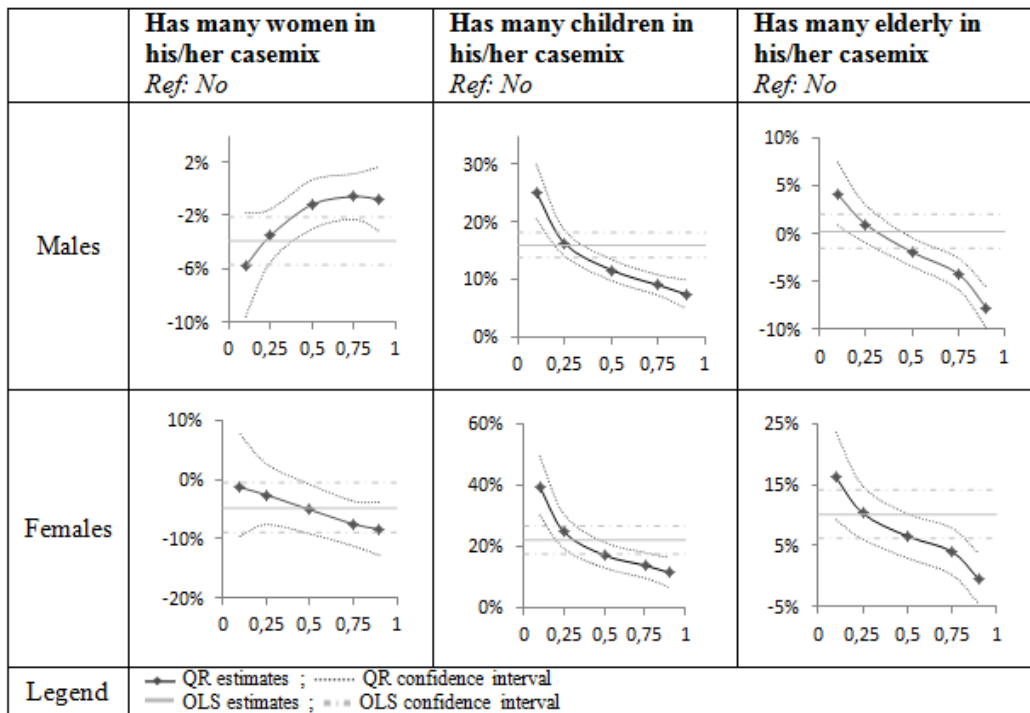 Has many women in
his/her casemix
Ref: No
Has many children in
his/her casemix
Ref: No
Has many elderly in
his/her casemix
Ref: No
Males
2%
-2%
-6%
-10%
0 0,25 0,5 0,75 1
30%
20%
10%
0%
0 0,25 0,5 0,75 1
10%
5%
0%
-5%
-10%
0 0,25 0,5 0,75 1
Females
10%
0%
-10%
-20%
0 0,25 0,5 0,75 1
60%
40%
20%
0%
0 0,25 0,5 0,75 1
25%
15%
5%
-5%
0 0,25 0,5 0,75 1
Legend
QR estimates ; QR confidence interval
OLS estimates ; OLS confidence interval